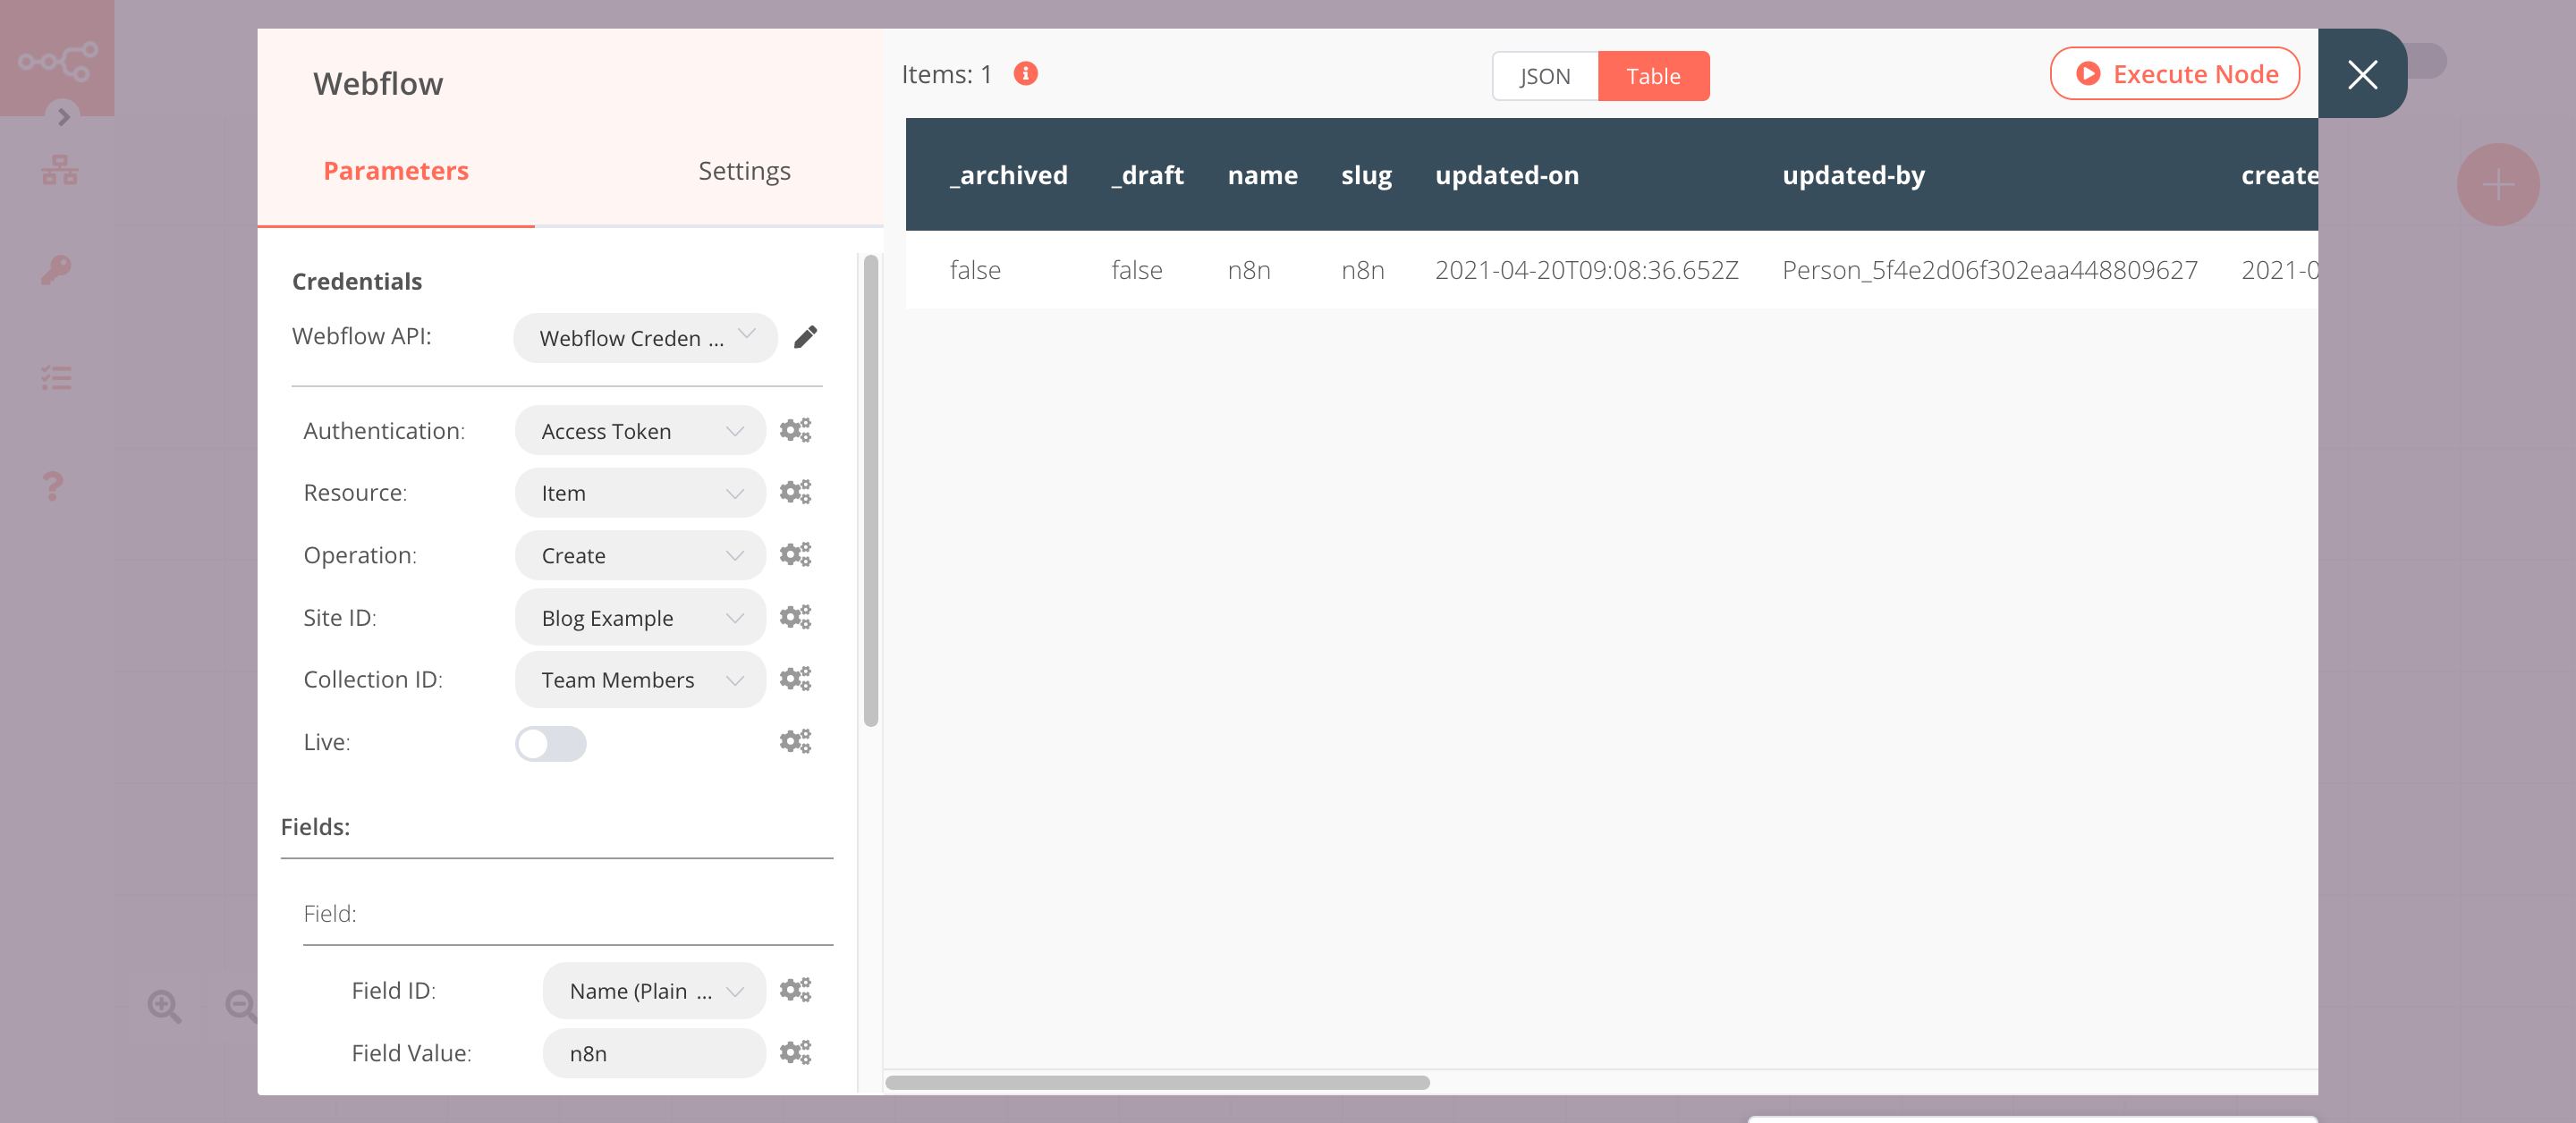 Webflow
Parameters Settings
Credentials
Webflow API: Webflow Creden ...
Authentication: Access Token
Resource: Item
Operation: Create
Site ID: Blog Example
Collection ID: Team Members
Live:
Fields:
Field:
Field ID: Name (Plain ...
Field Value: n8n
Items: 1 JSON Table Execute Node
_archived _draft name slug updated-on updated-by create
false false n8n n8n 2021-04-20T09:08:36.652Z Person_5f4e2d06f302eaa448809627 2021-0